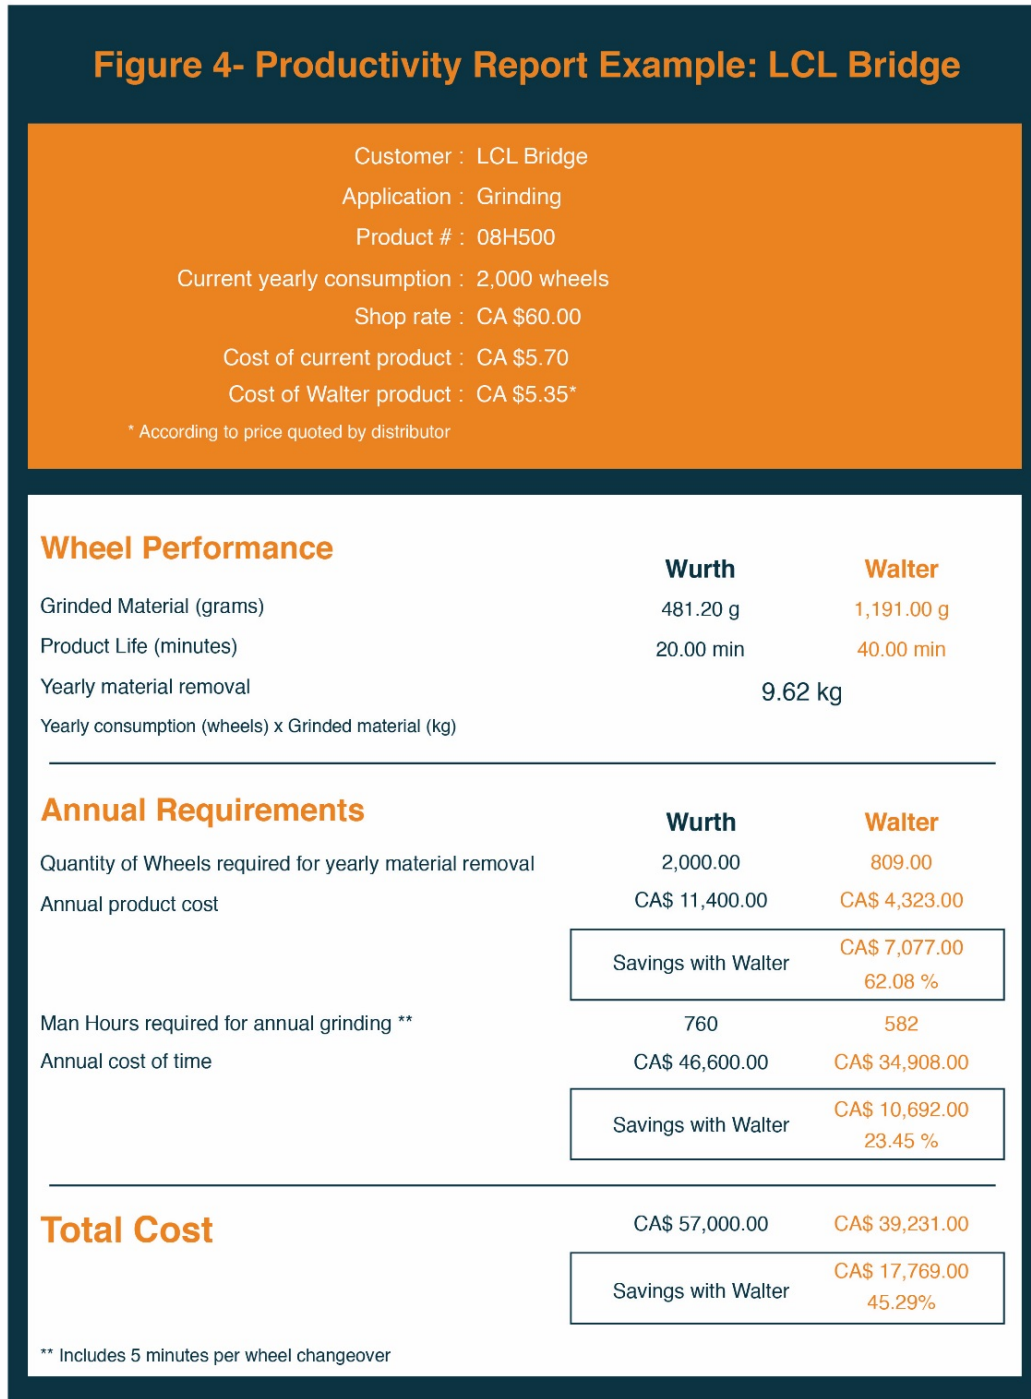 Figure 4- Productivity Report Example: LCL Bridge
Customer : LCL Bridge
Application : Grinding
Product # : 08H500
Current yearly consumption : 2,000 wheels
Shop rate : CA $60.00
Cost of current product : CA $5.70
Cost of Walter product : CA $5.35*
* According to price quoted by distributor
Wheel Performance
Wurth Walter
Grinded Material (grams) 481.20 g 1,191.00 g
Product Life (minutes) 20.00 min 40.00 min
Yearly material removal 9.62 kg
Yearly consumption (wheels) x Grinded material (kg)
Annual Requirements
Wurth Walter
Quantity of Wheels required for yearly material removal 2,000.00 809.00
Annual product cost CA$ 11,400.00 CA$ 4,323.00
Savings with Walter CA$ 7,077.00
62.08 %
Man Hours required for annual grinding ** 760 582
Annual cost of time CA$ 46,600.00 CA$ 34,908.00
Savings with Walter CA$ 10,692.00
23.45 %
Total Cost CA$ 57,000.00 CA$ 39,231.00
Savings with Walter CA$ 17,769.00
45.29%
** Includes 5 minutes per wheel changeover